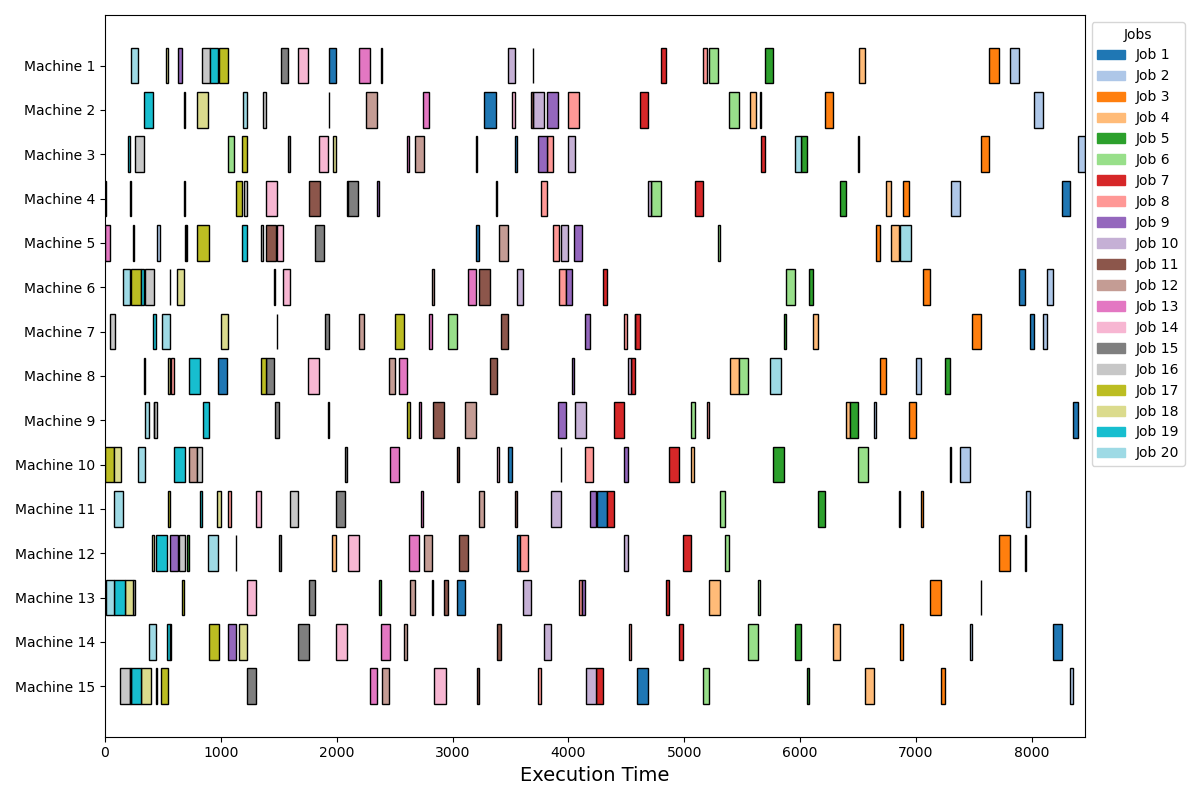 Machine 1
Machine 2
Machine 3
Machine 4
Machine 5
Machine 6
Machine 7
Machine 8
Machine 9
Machine 10
Machine 11
Machine 12
Machine 13
Machine 14
Machine 15
0 1000 2000 3000 4000 5000 6000 7000 8000
Execution Time
Jobs
Job 1
Job 2
Job 3
Job 4
Job 5
Job 6
Job 7
Job 8
Job 9
Job 10
Job 11
Job 12
Job 13
Job 14
Job 15
Job 16
Job 17
Job 18
Job 19
Job 20